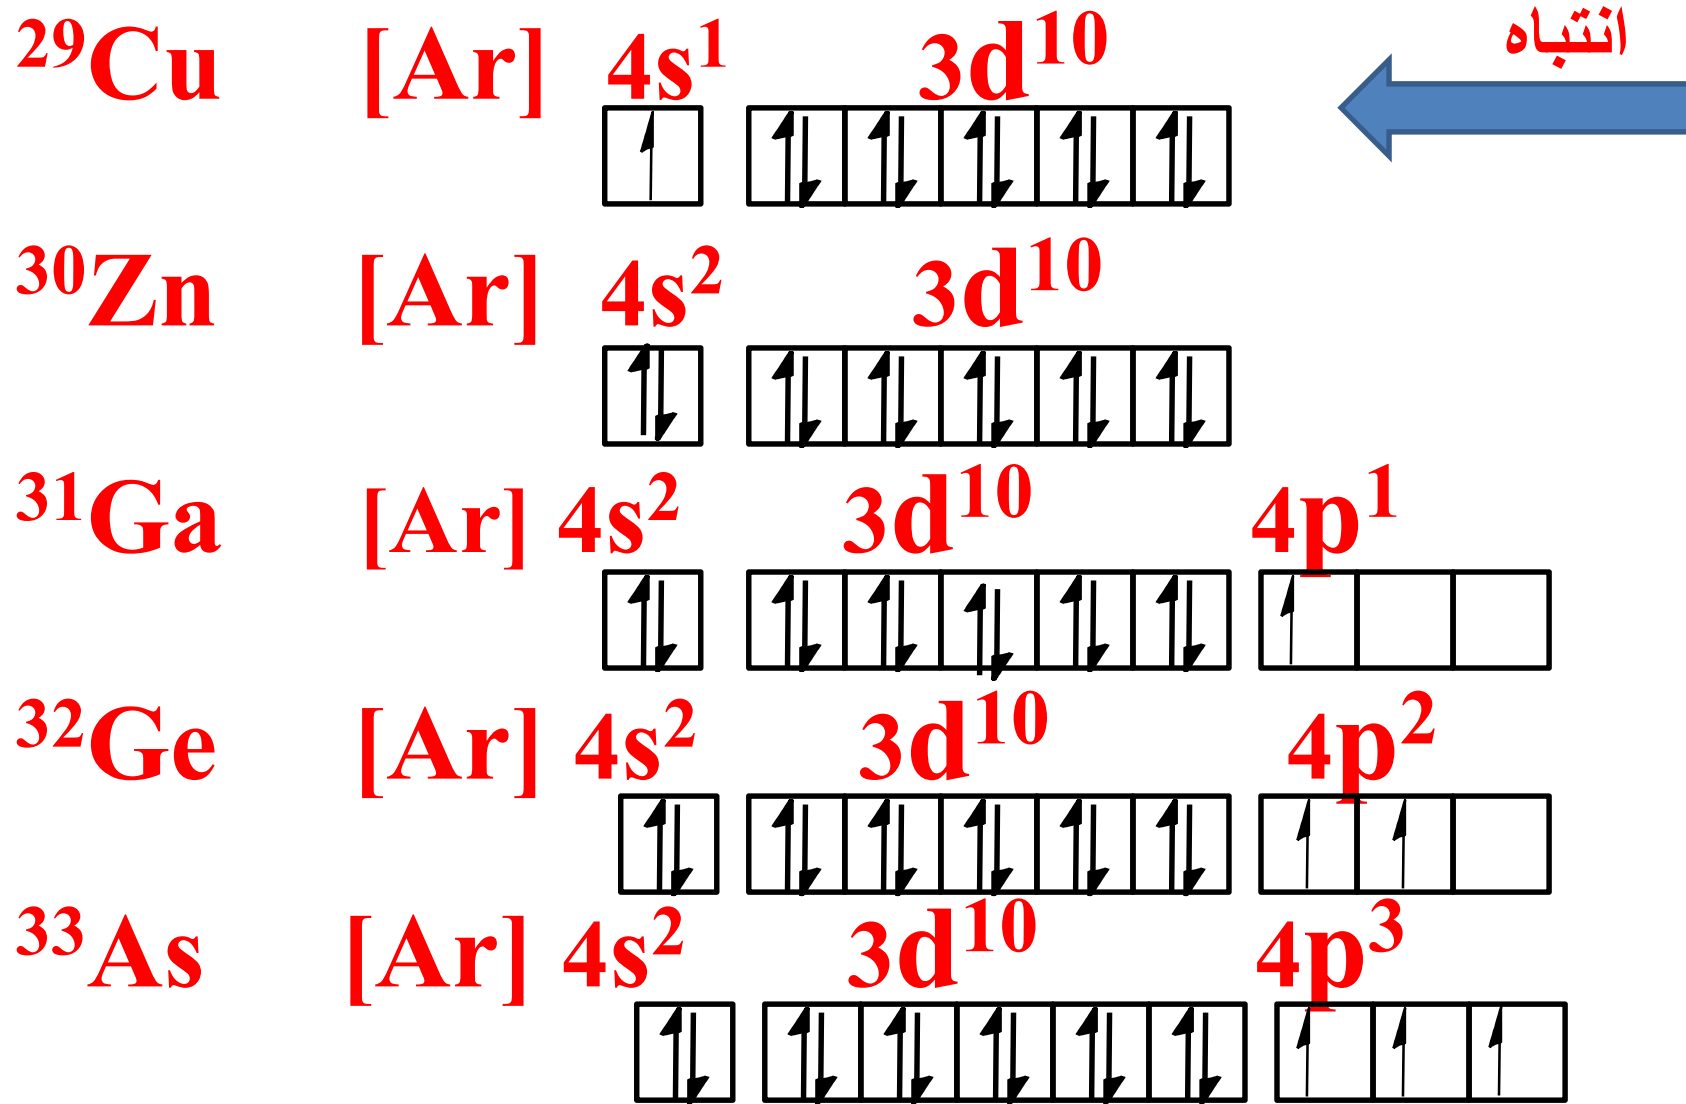 ²⁹Cu [Ar] 4s¹ 3d¹⁰ انتباه
³⁰Zn [Ar] 4s² 3d¹⁰
³¹Ga [Ar] 4s² 3d¹⁰ 4p¹
³²Ge [Ar] 4s² 3d¹⁰ 4p²
³³As [Ar] 4s² 3d¹⁰ 4p³